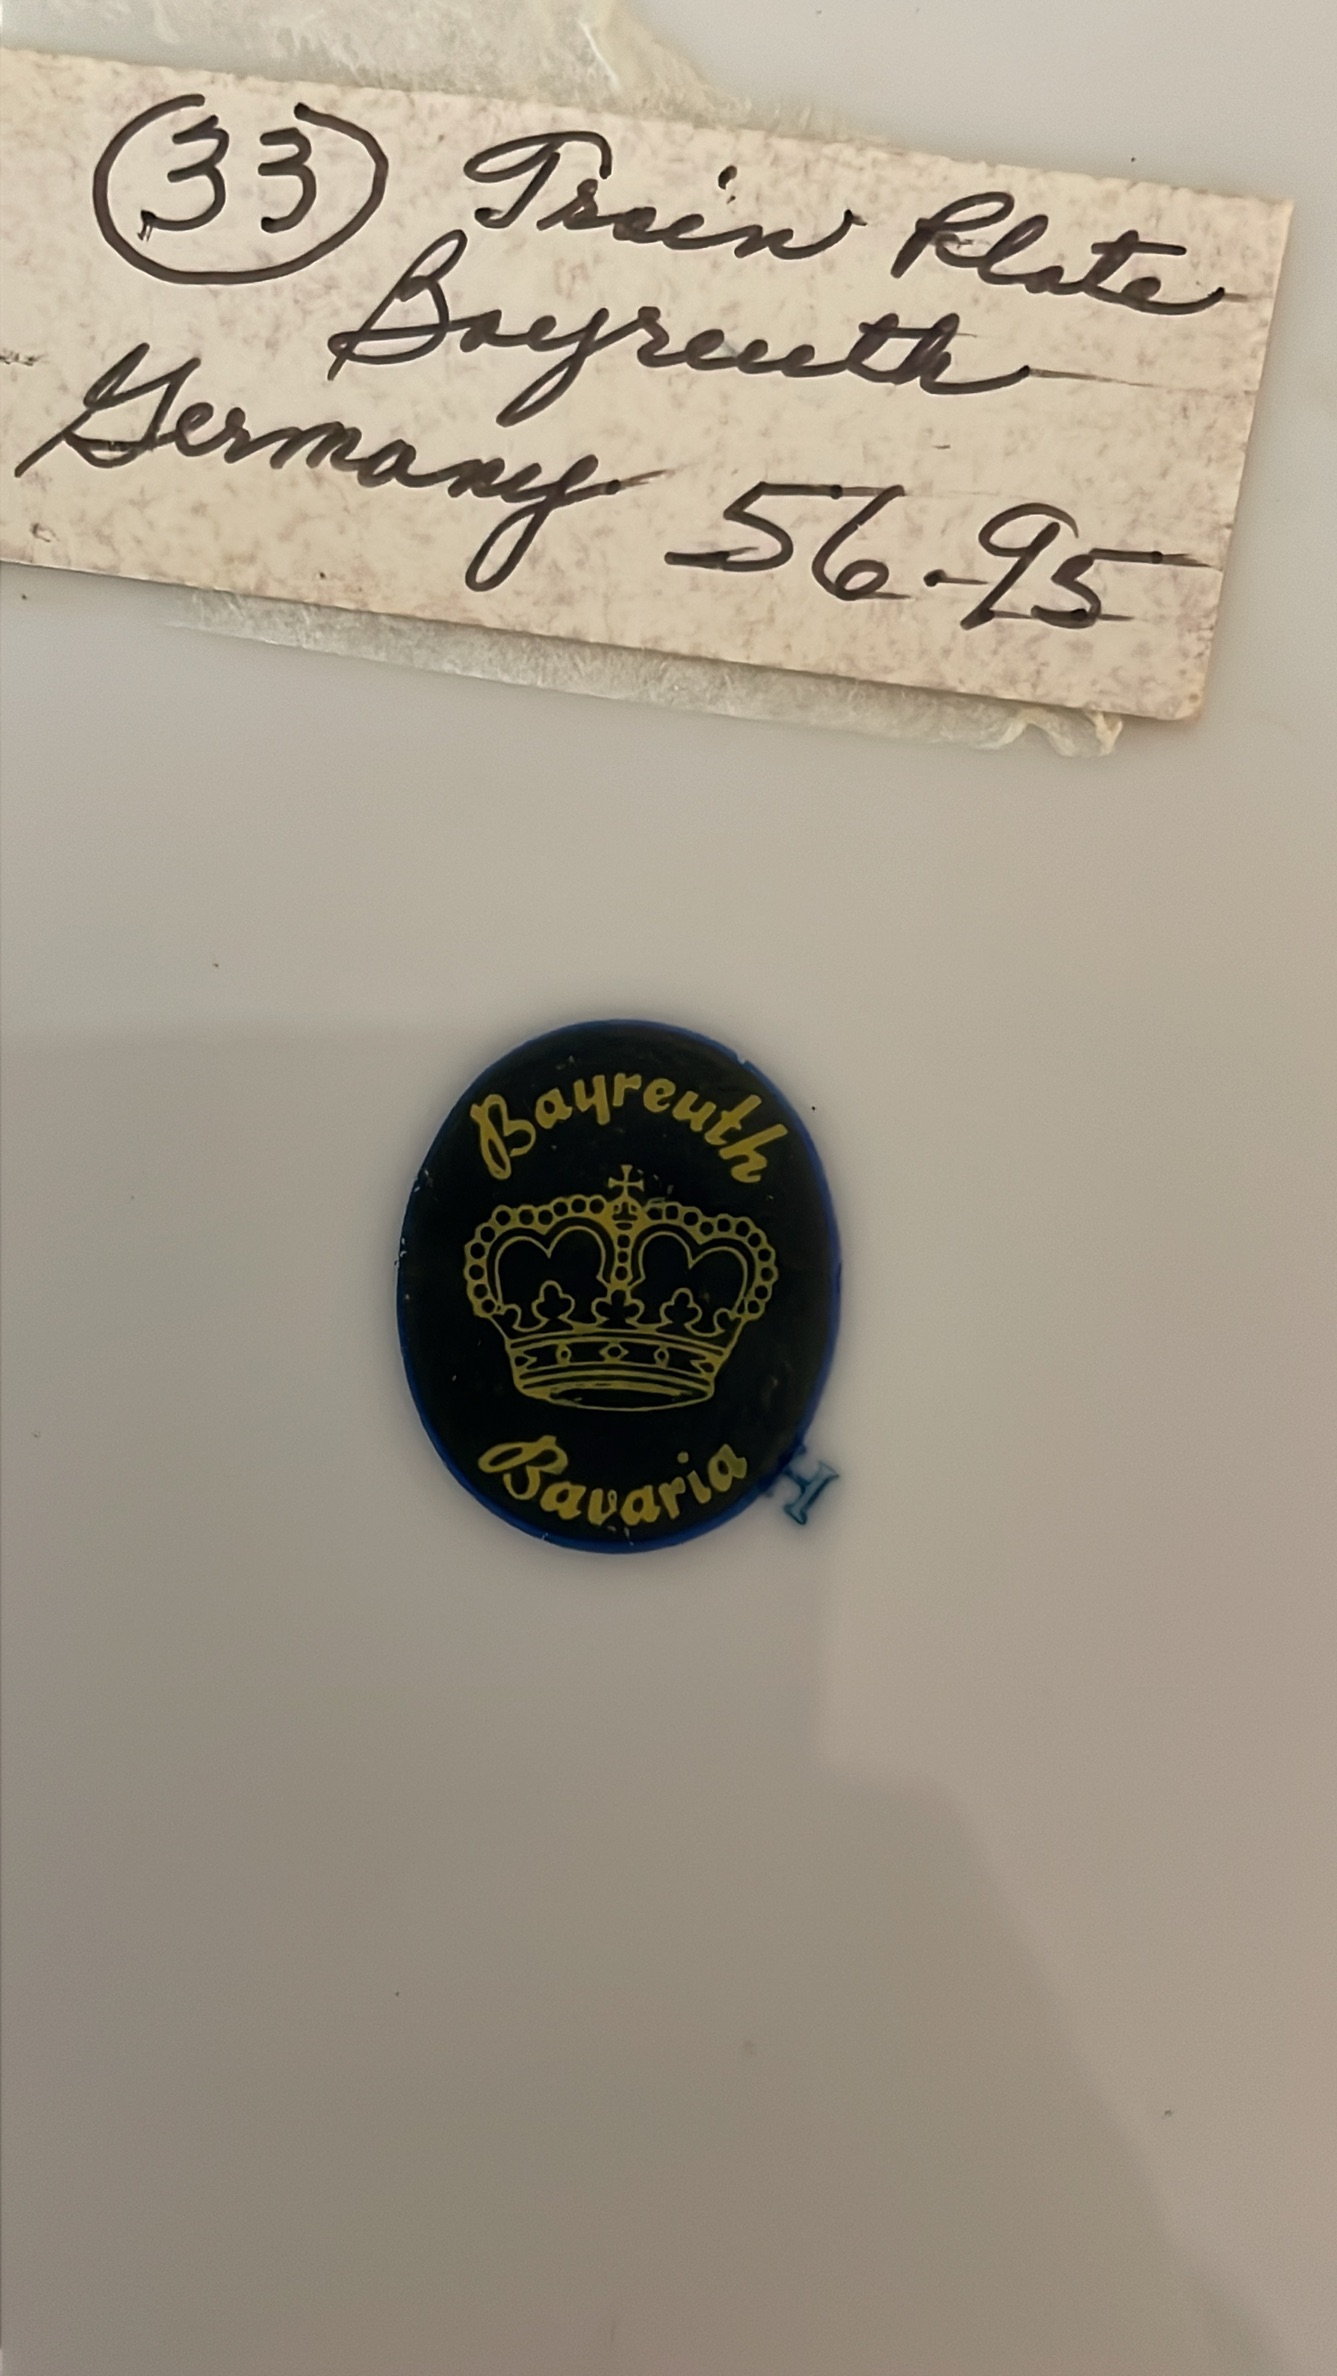 33 Train Plate
Bayreuth
Germany 56.95
Bayreuth
Bavaria
H